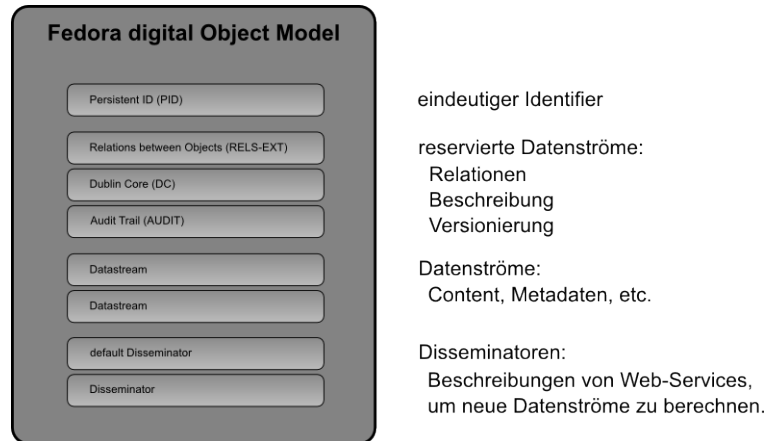 Fedora digital Object Model
Persistent ID (PID)
eindeutiger Identifier
Relations between Objects (RELS-EXT)
Dublin Core (DC)
Audit Trail (AUDIT)
reservierte Datenströme:
Relationen
Beschreibung
Versionierung
Datastream
Datastream
Datenströme:
Content, Metadaten, etc.
default Disseminator
Disseminator
Disseminatoren:
Beschreibungen von Web-Services,
um neue Datenströme zu berechnen.